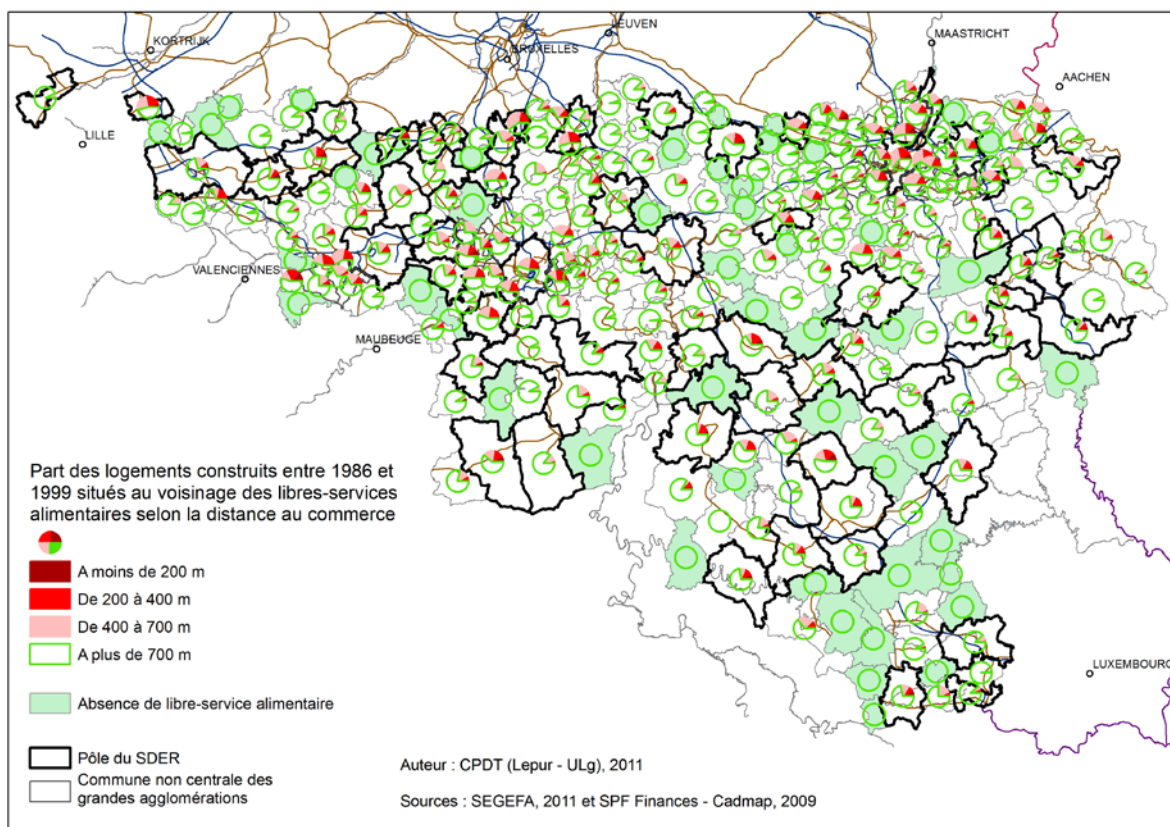 LEUVEN
KORTRIJK
MAASTRICHT
BRUXELLES
AACHEN
LILLE
VALENCIENNES
MAUBEUGE
LUXEMBOURG
Part des logements construits entre 1986 et
1999 situés au voisinage des libres-services
alimentaires selon la distance au commerce
A moins de 200 m
De 200 à 400 m
De 400 à 700 m
A plus de 700 m
Absence de libre-service alimentaire
Pôle du SDER
Commune non centrale des
grandes agglomérations
Auteur : CPDT (Lepur - ULg), 2011
Sources : SEGEFA, 2011 et SPF Finances - Cadmap, 2009